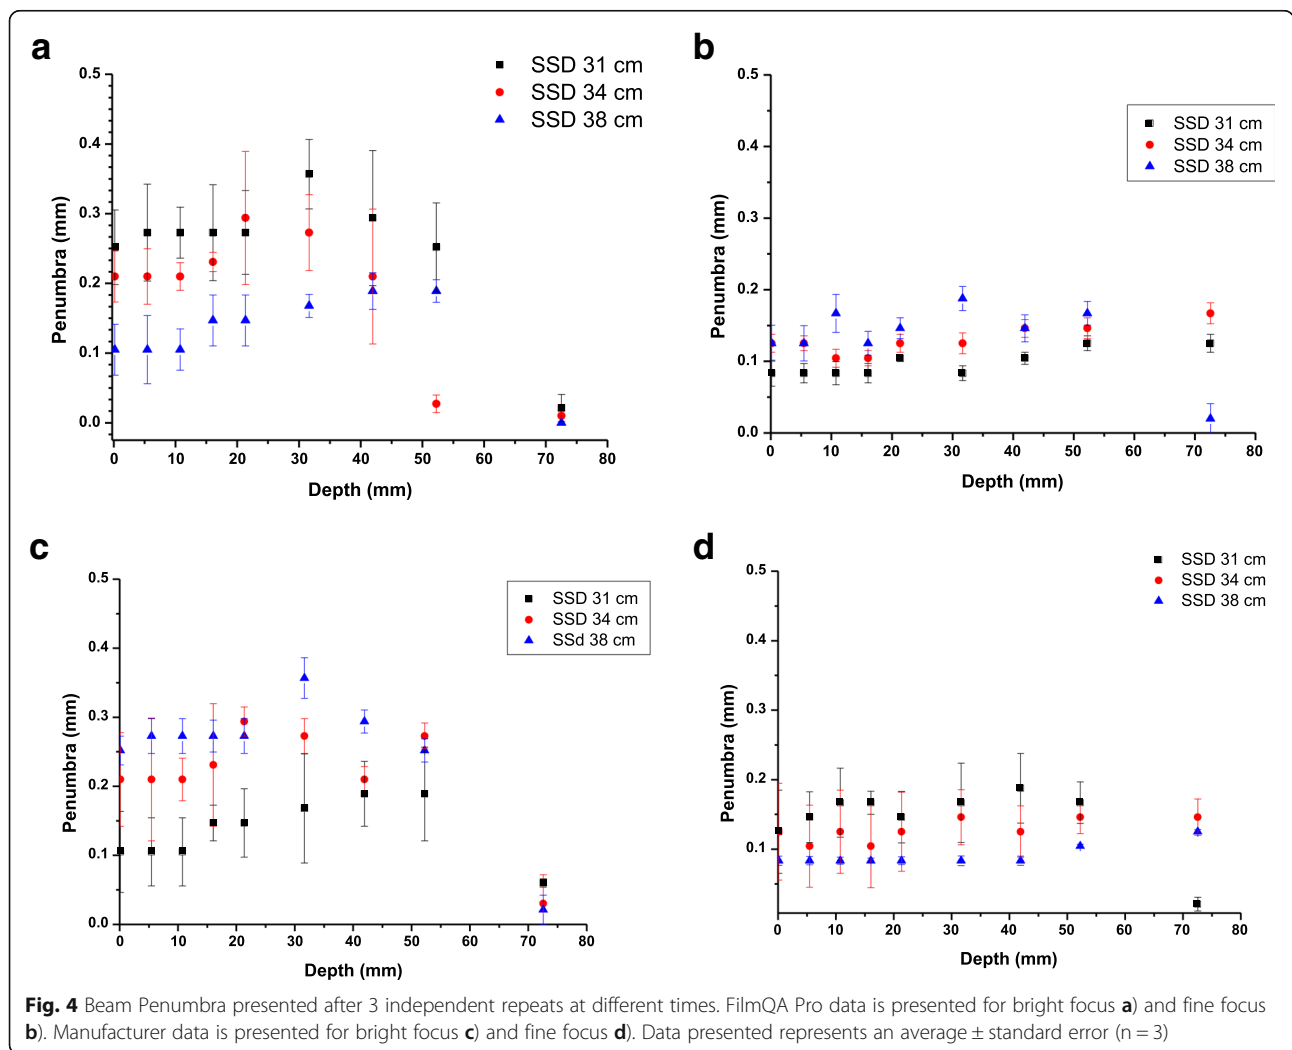 a
SSD 31 cm
SSD 34 cm
SSD 38 cm
0.5
0.4
0.3
0.2
0.1
0.0
Penumbra (mm)
0 10 20 30 40 50 60 70 80
Depth (mm)
b
SSD 31 cm
SSD 34 cm
SSD 38 cm
0.5
0.4
0.3
0.2
0.1
0.0
Penumbra (mm)
0 10 20 30 40 50 60 70 80
Depth (mm)
c
SSD 31 cm
SSD 34 cm
SSd 38 cm
0.5
0.4
0.3
0.2
0.1
0.0
Penumbra (mm)
0 10 20 30 40 50 60 70 80
Depth (mm)
d
SSD 31 cm
SSD 34 cm
SSD 38 cm
0.5
0.4
0.3
0.2
0.1
0.0
Penumbra (mm)
0 10 20 30 40 50 60 70 80
Depth (mm)
Fig. 4 Beam Penumbra presented after 3 independent repeats at different times. FilmQA Pro data is presented for bright focus a) and fine focus
b). Manufacturer data is presented for bright focus c) and fine focus d). Data presented represents an average ± standard error (n = 3)